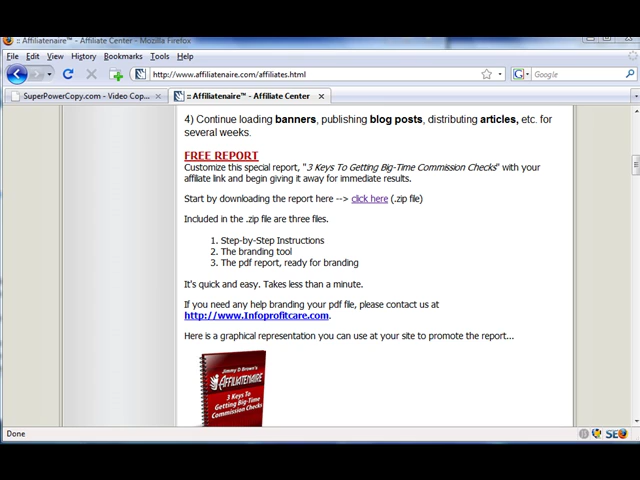 :: Affiliatenaire™ - Affiliate Center - Mozilla Firefox
File Edit View History Bookmarks Tools Help
http://www.affiliatenaire.com/affiliates.html
Google
SuperPowerCopy.com - Video Cop...
:: Affiliatenaire™ - Affiliate Center
4) Continue loading banners, publishing blog posts, distributing articles, etc. for
several weeks.
FREE REPORT
Customize this special report, "3 Keys To Getting Big-Time Commission Checks" with your
affiliate link and begin giving it away for immediate results.
Start by downloading the report here --> click here (.zip file)
Included in the .zip file are three files.
1. Step-by-Step Instructions
2. The branding tool
3. The pdf report, ready for branding
It's quick and easy. Takes less than a minute.
If you need any help branding your pdf file, please contact us at
http://www.Infoprofitcare.com.
Here is a graphical representation you can use at your site to promote the report...
Jimmy D Brown's
AFFILIATENAIRE
3 Keys To
Getting Big-Time
Commission Checks
Done
SEO